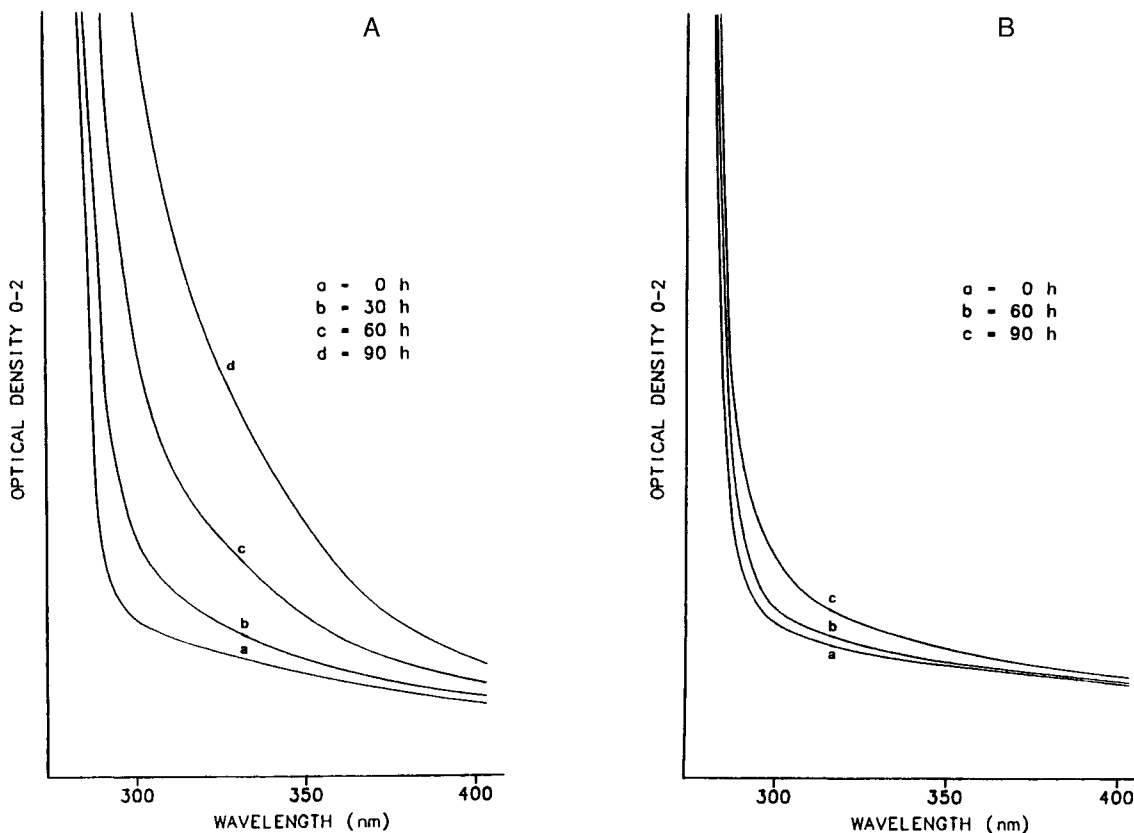 A
OPTICAL DENSITY 0-2
a - 0 h
b - 30 h
c - 60 h
d - 90 h
d
c
b
a
300
350
400
WAVELENGTH (nm)
B
OPTICAL DENSITY 0-2
a - 0 h
b - 60 h
c - 90 h
c
b
a
300
350
400
WAVELENGTH (nm)